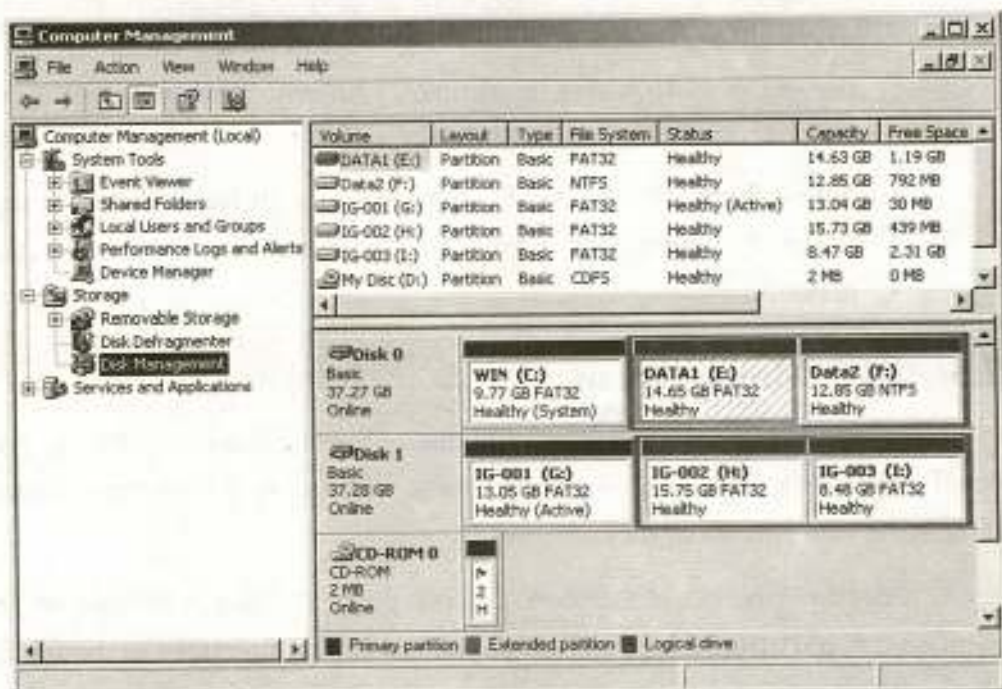 Computer Management
File Action View Window Help
Computer Management (Local)
System Tools
Event Viewer
Shared Folders
Local Users and Groups
Performance Logs and Alerts
Device Manager
Storage
Removable Storage
Disk Defragmenter
Disk Management
Services and Applications
Volume Layout Type File System Status Capacity Free Space
DATA1 (E:) Partition Basic FAT32 Healthy 14.63 GB 1.19 GB
Data2 (F:) Partition Basic NTFS Healthy 12.85 GB 792 MB
IG-001 (G:) Partition Basic FAT32 Healthy (Active) 13.04 GB 30 MB
IG-002 (H:) Partition Basic FAT32 Healthy 15.73 GB 439 MB
IG-003 (I:) Partition Basic FAT32 Healthy 8.47 GB 2.31 GB
My Disc (D:) Partition Basic CDFS Healthy 2 MB 0 MB
Disk 0
Basic
37.27 GB
Online
WIN (C:)
9.77 GB FAT32
Healthy (System)
DATA1 (E:)
14.65 GB FAT32
Healthy
Data2 (F:)
12.85 GB NTFS
Healthy
Disk 1
Basic
37.28 GB
Online
IG-001 (G:)
13.05 GB FAT32
Healthy (Active)
IG-002 (H:)
15.75 GB FAT32
Healthy
IG-003 (I:)
8.48 GB FAT32
Healthy
CD-ROM 0
CD-ROM
2 MB
Online
Primary partition Extended partition Logical drive